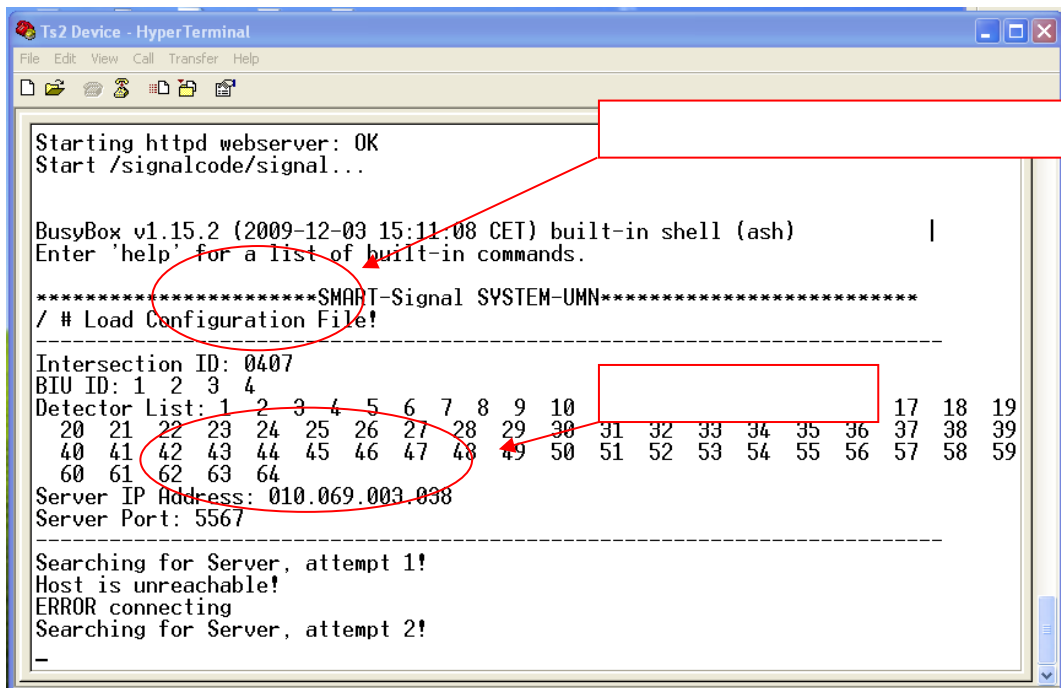 Ts2 Device - HyperTerminal
File Edit View Call Transfer Help
Starting httpd webserver: OK
Start /signalcode/signal...
BusyBox v1.15.2 (2009-12-03 15:11:08 CET) built-in shell (ash)
Enter 'help' for a list of built-in commands.
***********************SMART-Signal SYSTEM-UMN**************************
/ # Load Configuration File!
--------------------------------------------------------------------------
Intersection ID: 0407
BIU ID: 1 2 3 4
Detector List: 1 2 3 4 5 6 7 8 9 10 17 18 19
20 21 22 23 24 25 26 27 28 29 30 31 32 33 34 35 36 37 38 39
40 41 42 43 44 45 46 47 48 49 50 51 52 53 54 55 56 57 58 59
60 61 62 63 64
Server IP Address: 010.069.003.038
Server Port: 5567
--------------------------------------------------------------------------
Searching for Server, attempt 1!
Host is unreachable!
ERROR connecting
Searching for Server, attempt 2!